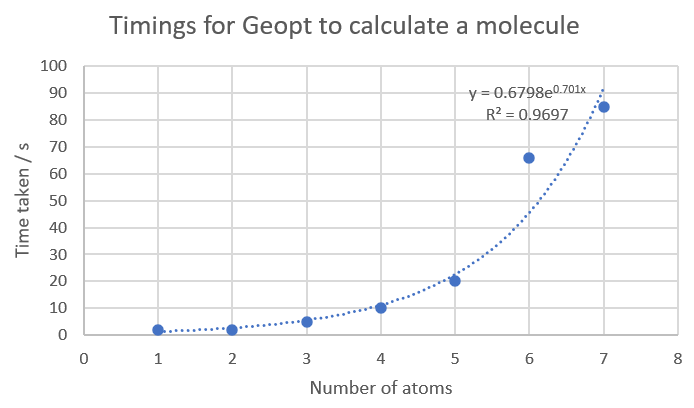 Timings for Geopt to calculate a molecule
100
90
80
70
60
50
40
30
20
10
0
Time taken / s
y = 0.6798e^0.701x
R² = 0.9697
0 1 2 3 4 5 6 7 8
Number of atoms